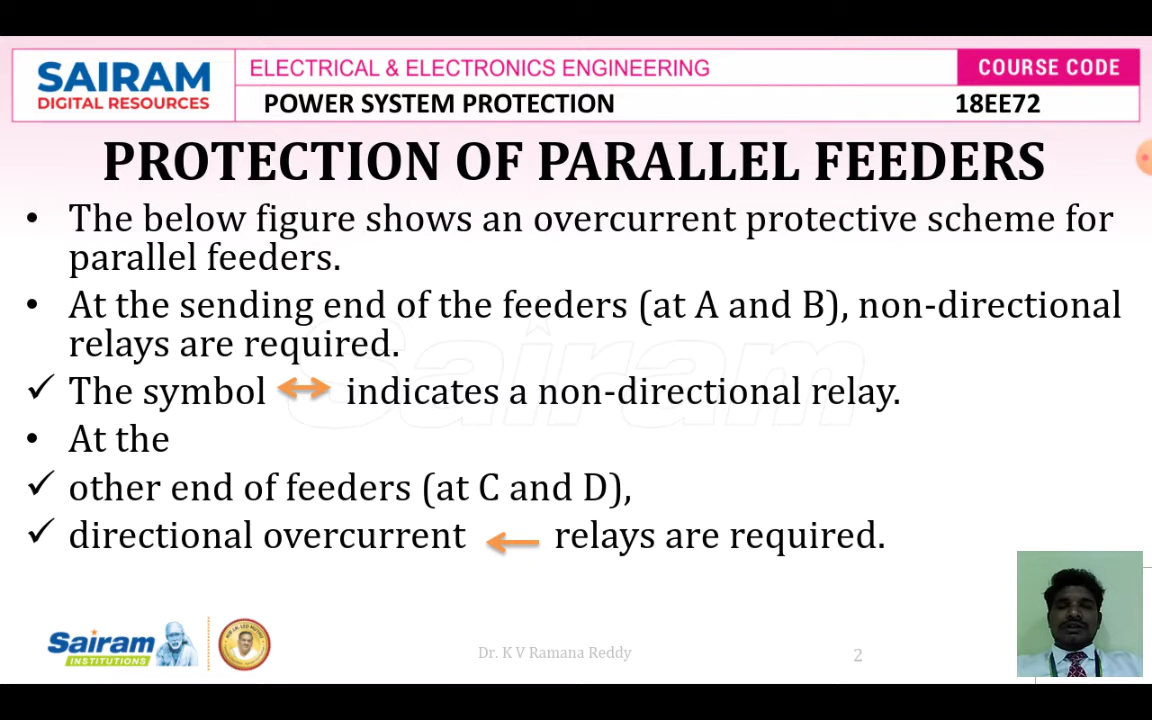 SAIRAM
DIGITAL RESOURCES
ELECTRICAL & ELECTRONICS ENGINEERING
COURSE CODE
POWER SYSTEM PROTECTION
18EE72
PROTECTION OF PARALLEL FEEDERS
• The below figure shows an overcurrent protective scheme for
parallel feeders.
• At the sending end of the feeders (at A and B), non-directional
relays are required.
✓ The symbol ↔ indicates a non-directional relay.
• At the
✓ other end of feeders (at C and D),
✓ directional overcurrent ← relays are required.
Sairam
Sairam
INSTITUTIONS
Dr. K V Ramana Reddy
2